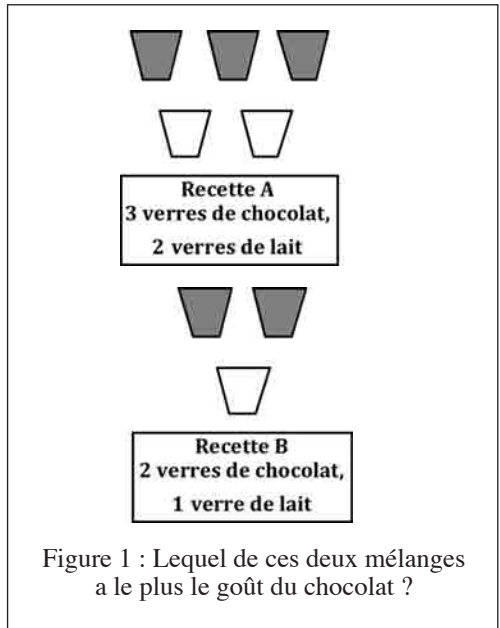 Recette A
3 verres de chocolat,
2 verres de lait
Recette B
2 verres de chocolat,
1 verre de lait
Figure 1 : Lequel de ces deux mélanges
a le plus le goût du chocolat ?